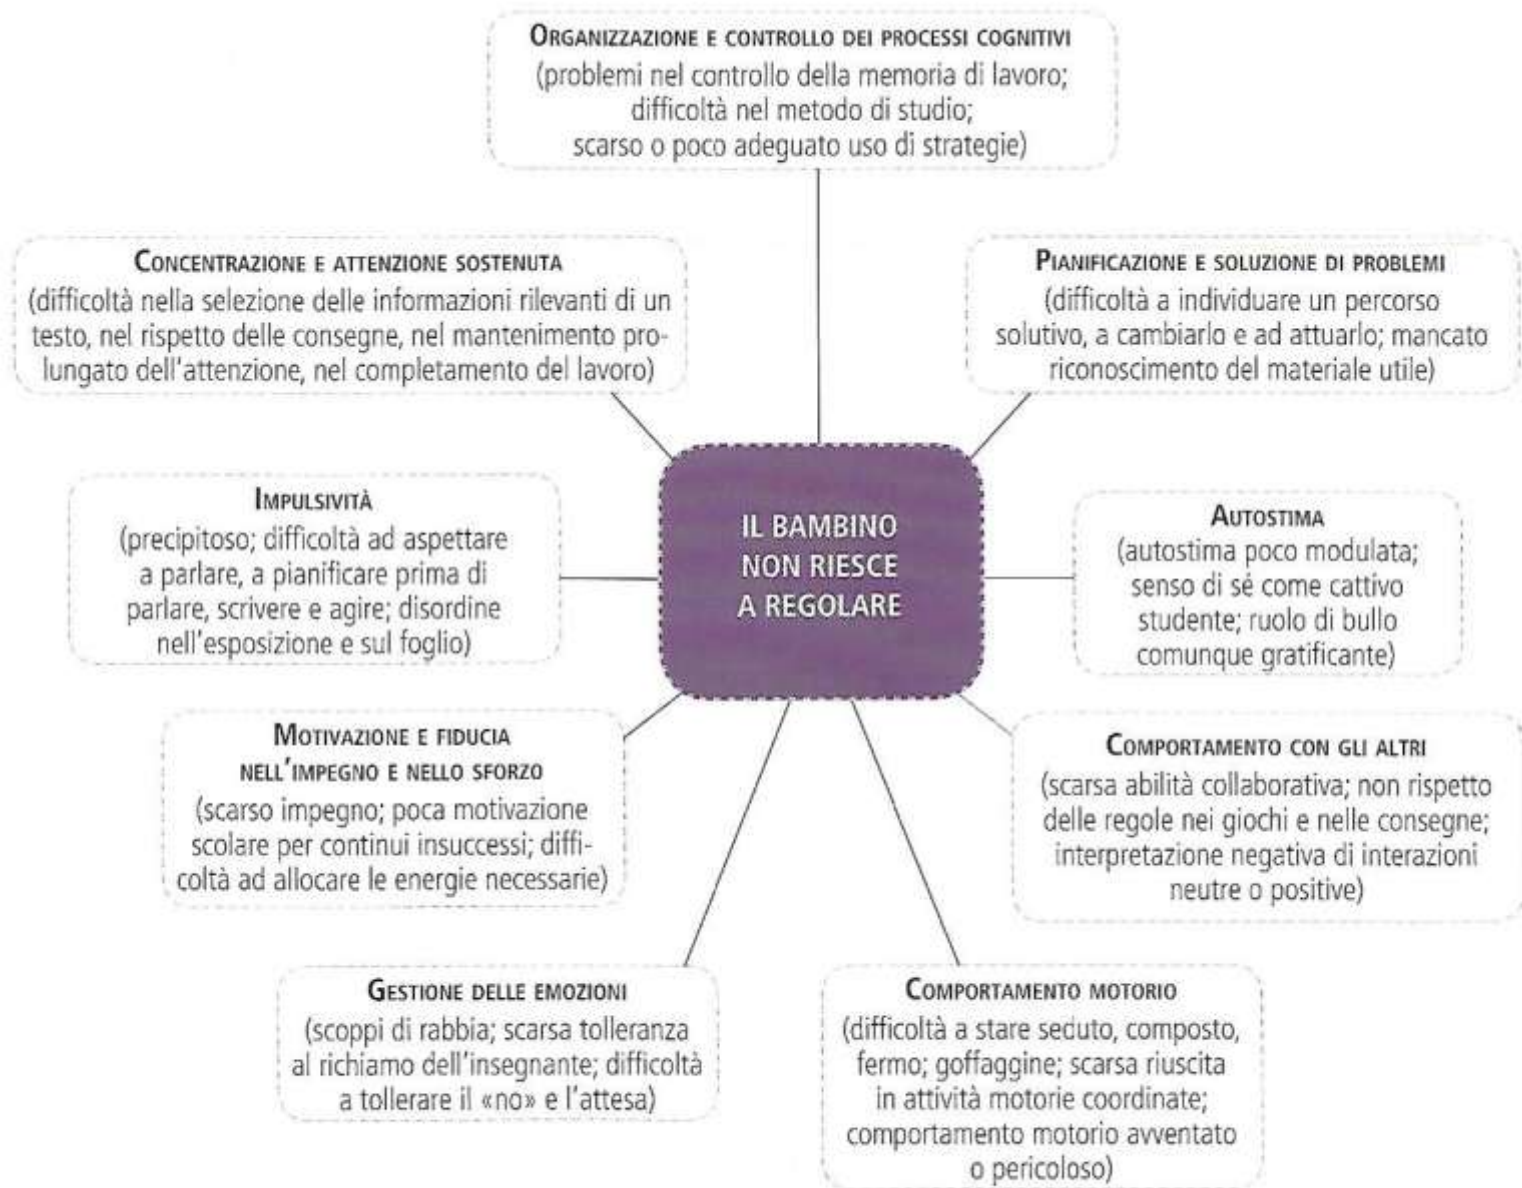 ORGANIZZAZIONE E CONTROLLO DEI PROCESSI COGNITIVI
(problemi nel controllo della memoria di lavoro;
difficoltà nel metodo di studio;
scarso o poco adeguato uso di strategie)
CONCENTRAZIONE E ATTENZIONE SOSTENUTA
(difficoltà nella selezione delle informazioni rilevanti di un
testo, nel rispetto delle consegne, nel mantenimento pro-
lungato dell'attenzione, nel completamento del lavoro)
PIANIFICAZIONE E SOLUZIONE DI PROBLEMI
(difficoltà a individuare un percorso
solutivo, a cambiarlo e ad attuarlo; mancato
riconoscimento del materiale utile)
IMPULSIVITÀ
(precipitoso; difficoltà ad aspettare
a parlare, a pianificare prima di
parlare, scrivere e agire; disordine
nell'esposizione e sul foglio)
IL BAMBINO
NON RIESCE
A REGOLARE
AUTOSTIMA
(autostima poco modulata;
senso di sé come cattivo
studente; ruolo di bullo
comunque gratificante)
MOTIVAZIONE E FIDUCIA
NELL'IMPEGNO E NELLO SFORZO
(scarso impegno; poca motivazione
scolare per continui insuccessi; diffi-
coltà ad allocare le energie necessarie)
COMPORTAMENTO CON GLI ALTRI
(scarsa abilità collaborativa; non rispetto
delle regole nei giochi e nelle consegne;
interpretazione negativa di interazioni
neutre o positive)
GESTIONE DELLE EMOZIONI
(scoppi di rabbia; scarsa tolleranza
al richiamo dell'insegnante; difficoltà
a tollerare il «no» e l'attesa)
COMPORTAMENTO MOTORIO
(difficoltà a stare seduto, composto,
fermo; goffaggine; scarsa riuscita
in attività motorie coordinate;
comportamento motorio avventato
o pericoloso)